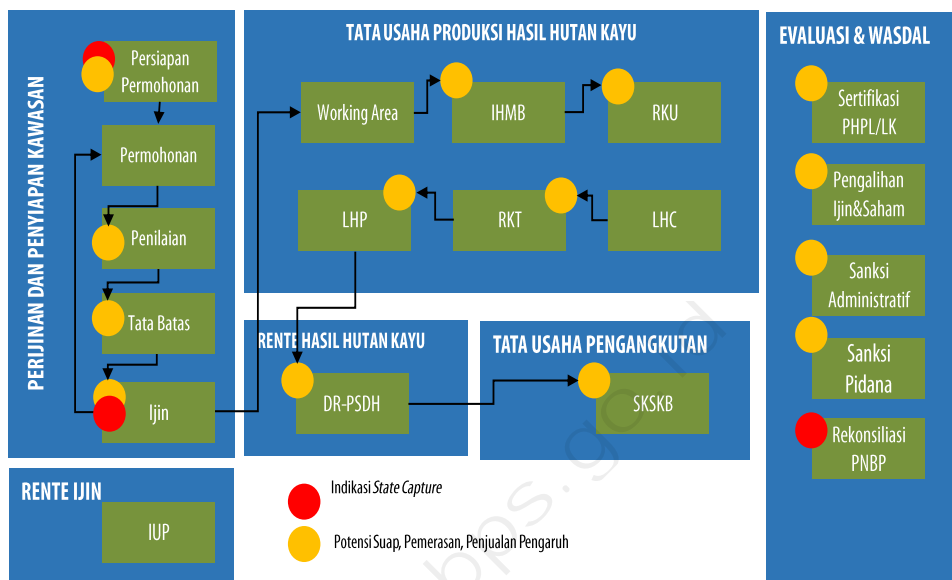 PERIJINAN DAN PENYIAPAN KAWASAN
Persiapan
Permohonan
Permohonan
Penilaian
Tata Batas
Ijin
TATA USAHA PRODUKSI HASIL HUTAN KAYU
Working Area
IHMB
RKU
LHP
RKT
LHC
RENTE HASIL HUTAN KAYU
DR-PSDH
TATA USAHA PENGANGKUTAN
SKSKB
EVALUASI & WASDAL
Sertifikasi
PHPL/LK
Pengalihan
Ijin&Saham
Sanksi
Administratif
Sanksi
Pidana
Rekonsiliasi
PNBP
RENTE IJIN
IUP
Indikasi State Capture
Potensi Suap, Pemerasan, Penjualan Pengaruh
bps.go.id